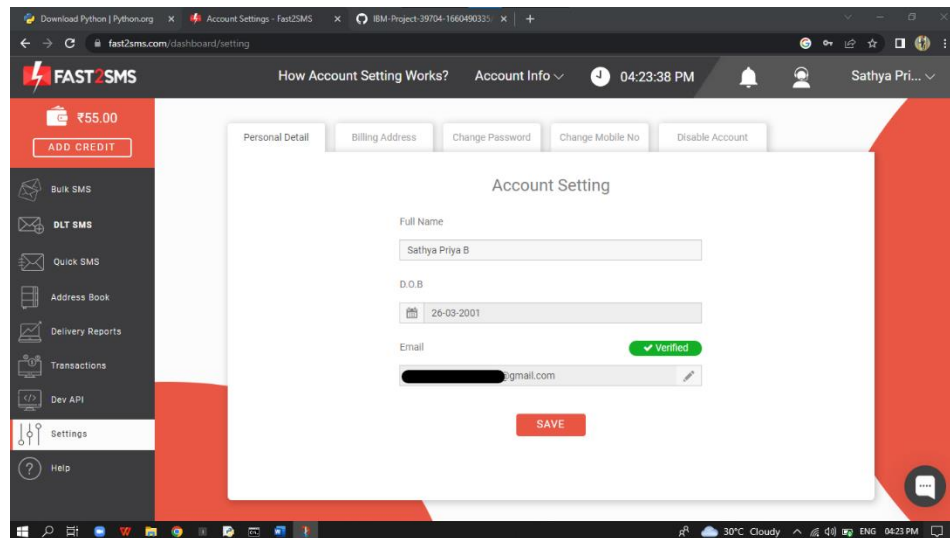 Download Python | Python.org
Account Settings - Fast2SMS
IBM-Project-39704-1660490335
fast2sms.com/dashboard/setting
FAST2SMS
How Account Setting Works?
Account Info
04:23:38 PM
Sathya Pri...
₹55.00
ADD CREDIT
Bulk SMS
DLT SMS
Quick SMS
Address Book
Delivery Reports
Transactions
Dev API
Settings
Help
Personal Detail
Billing Address
Change Password
Change Mobile No
Disable Account
Account Setting
Full Name
Sathya Priya B
D.O.B
26-03-2001
Email
Verified
@gmail.com
SAVE
30°C Cloudy
ENG
04:23 PM